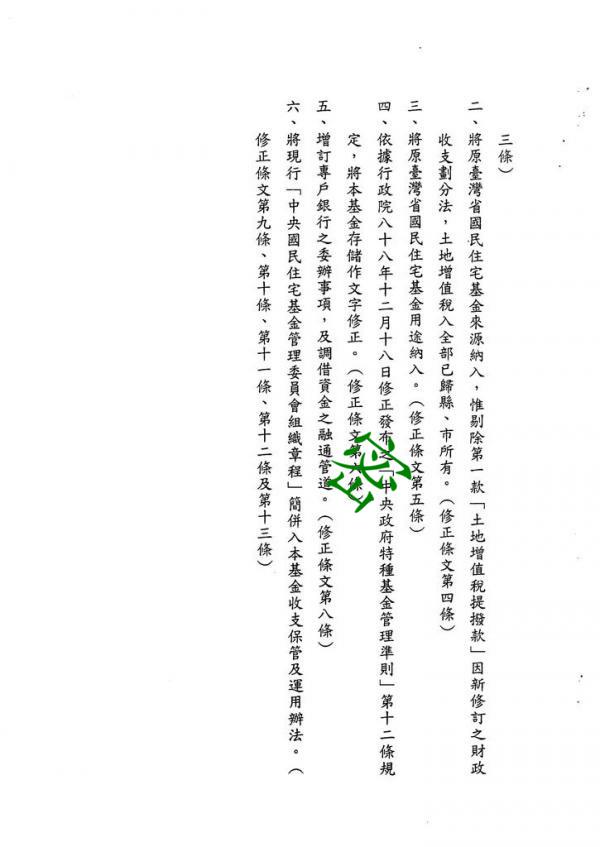 三條）
二、將原臺灣省國民住宅基金來源納入，惟剔除第一款「土地增值稅提撥款」因新修訂之財政
收支劃分法，土地增值稅入全部已歸縣、市所有。（修正條文第四條）
三、將原臺灣省國民住宅基金用途納入。（修正條文第五條）
四、依據行政院八十八年十二月十八日修正發布之「中央政府特種基金管理準則」第十二條規
定，將本基金存儲作文字修正。（修正條文第八條）
五、增訂專戶銀行之委辦事項，及調借資金之融通管道。（修正條文第八條）
六、將現行「中央國民住宅基金管理委員會組織章程」簡併入本基金收支保管及運用辦法。（
修正條文第九條、第十條、第十一條、第十二條及第十三條）